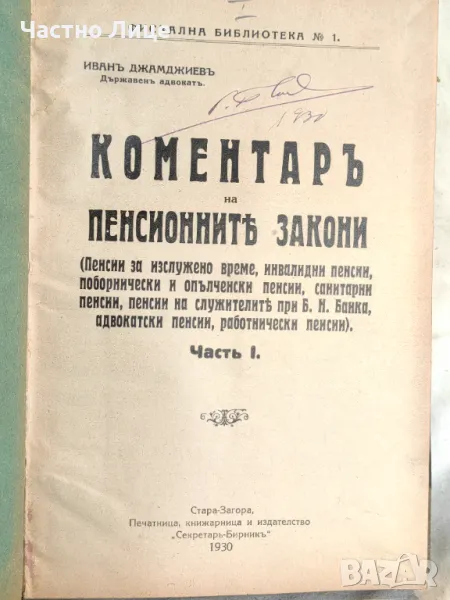 Частно Лице
I
БИБЛИОТЕКА № 1.
ИВАНЪ ДЖАМДЖИЕВЪ
Държавенъ адвокатъ.
1930
КОМЕНТАРЪ
на
ПЕНСИОННИТѢ ЗАКОНИ
(Пенсии за изслужено време, инвалидни пенсии,
поборнически и опълченски пенсии, санитарни
пенсии, пенсии на служителитѣ при Б. Н. Банка,
адвокатски пенсии, работнически пенсии).
Часть I.
Стара-Загора,
Печатница, книжарница и издателство
„Секретарь-Бирникъ“
1930
BAZAR